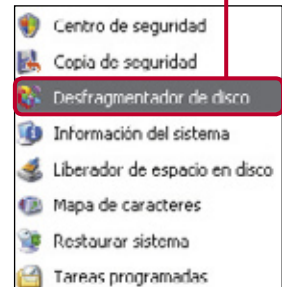 Centro de seguridad
Copia de seguridad
Desfragmentador de disco
Información del sistema
Liberador de espacio en disco
Mapa de caracteres
Restaurar sistema
Tareas programadas